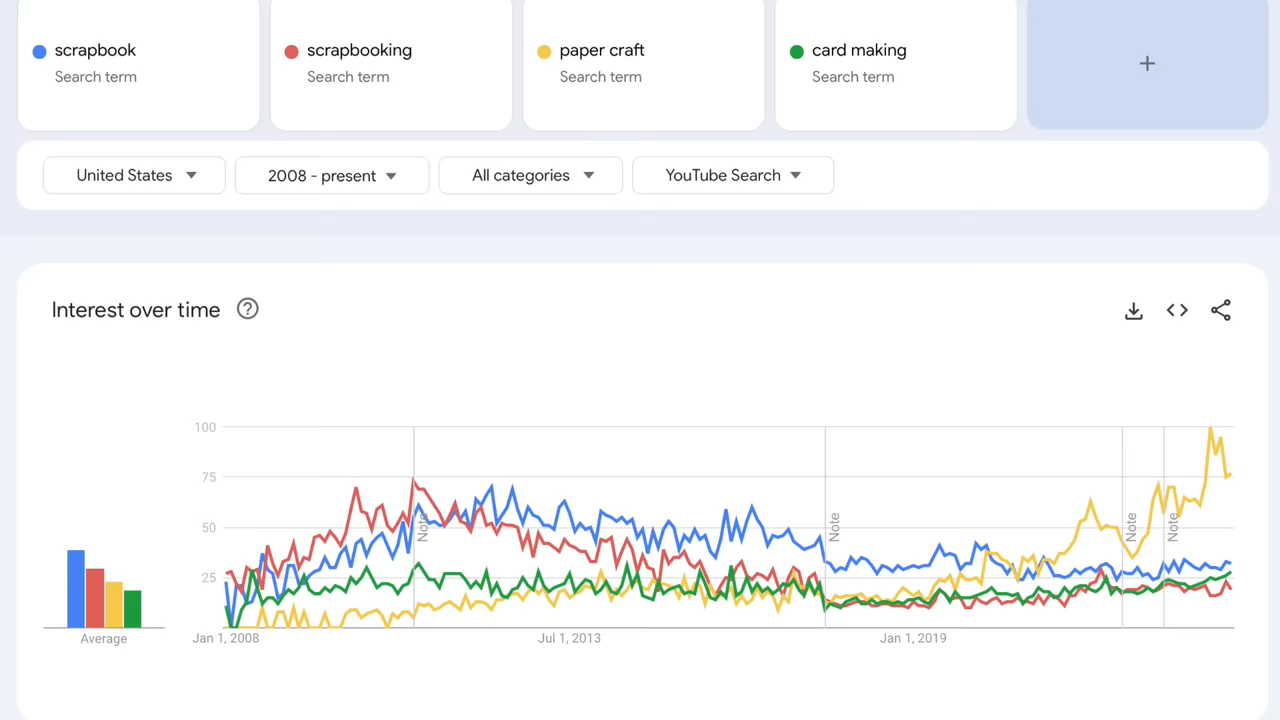 scrapbook
Search term
scrapbooking
Search term
paper craft
Search term
card making
Search term
+
United States
2008 - present
All categories
YouTube Search
Interest over time
?
100
75
50
25
Note
Note
Note
Note
Average
Jan 1, 2008
Jul 1, 2013
Jan 1, 2019